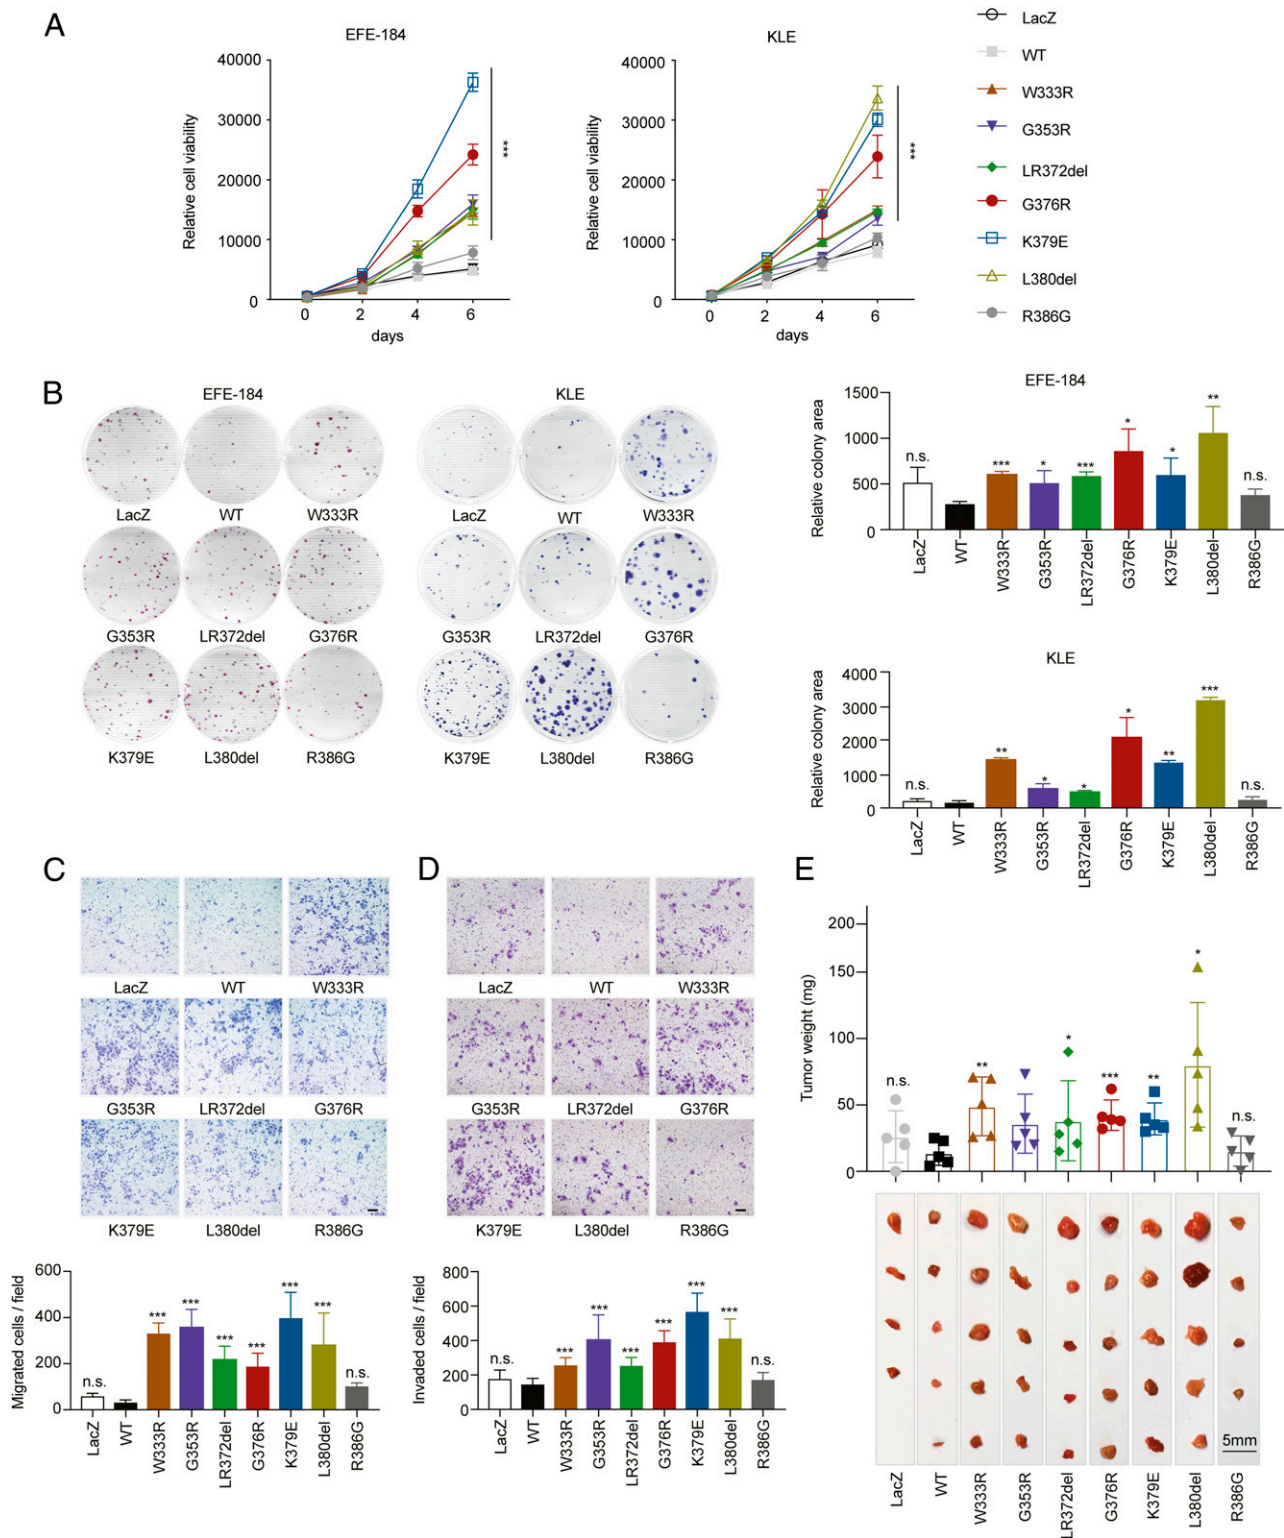 A
EFE-184
Relative cell viability
40000
30000
20000
10000
0
0 2 4 6
days
***
KLE
Relative cell viability
40000
30000
20000
10000
0
0 2 4 6
days
***
LacZ
WT
W333R
G353R
LR372del
G376R
K379E
L380del
R386G
B
EFE-184
LacZ WT W333R
G353R LR372del G376R
K379E L380del R386G
KLE
LacZ WT W333R
G353R LR372del G376R
K379E L380del R386G
EFE-184
Relative colony area
1500
1000
500
0
n.s. *** * *** * * ** n.s.
LacZ WT W333R G353R LR372del G376R K379E L380del R386G
KLE
Relative colony area
4000
3000
2000
1000
0
n.s. ** * * * ** *** n.s.
LacZ WT W333R G353R LR372del G376R K379E L380del R386G
C
LacZ WT W333R
G353R LR372del G376R
K379E L380del R386G
Migrated cells / field
600
400
200
0
n.s. *** *** *** *** *** *** n.s.
LacZ WT W333R G353R LR372del G376R K379E L380del R386G
D
LacZ WT W333R
G353R LR372del G376R
K379E L380del R386G
Invaded cells / field
800
600
400
200
0
n.s. *** *** *** *** *** *** n.s.
LacZ WT W333R G353R LR372del G376R K379E L380del R386G
E
Tumor weight (mg)
200
150
100
50
0
n.s. ** * *** ** * n.s.
5mm
LacZ WT W333R G353R LR372del G376R K379E L380del R386G